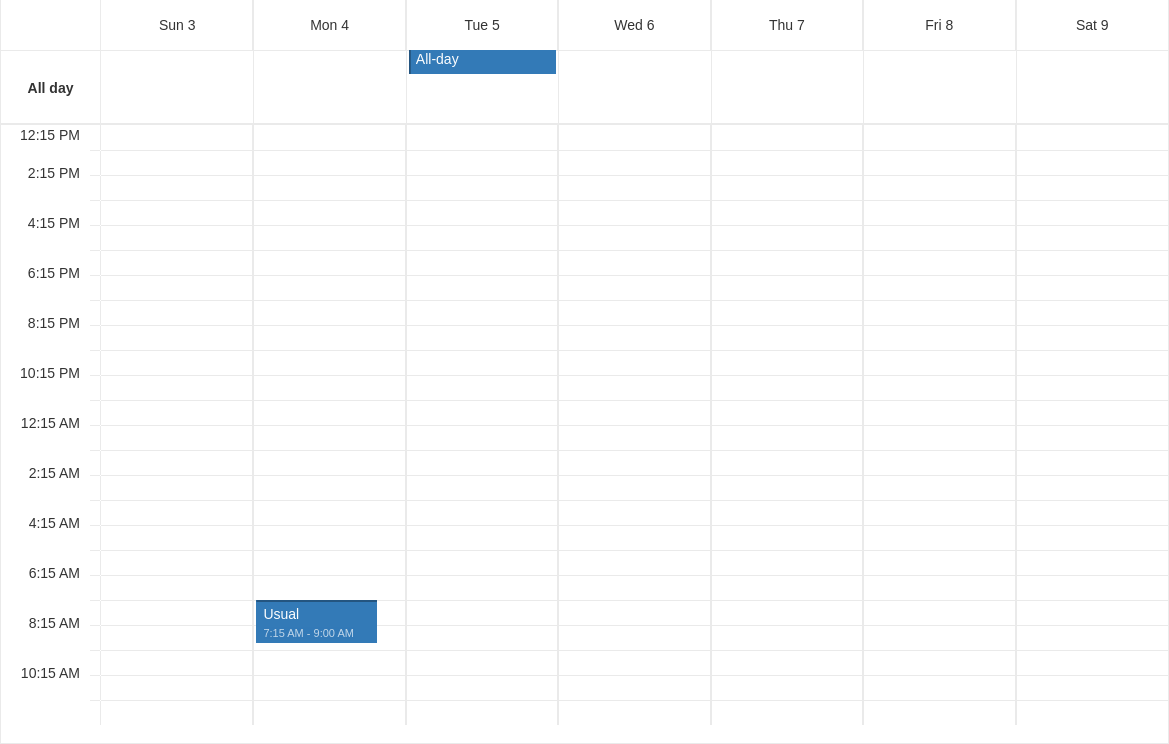 Sun 3
Mon 4
Tue 5
Wed 6
Thu 7
Fri 8
Sat 9
All day
All-day
12:15 PM
2:15 PM
4:15 PM
6:15 PM
8:15 PM
10:15 PM
12:15 AM
2:15 AM
4:15 AM
6:15 AM
8:15 AM
10:15 AM
Usual
7:15 AM - 9:00 AM